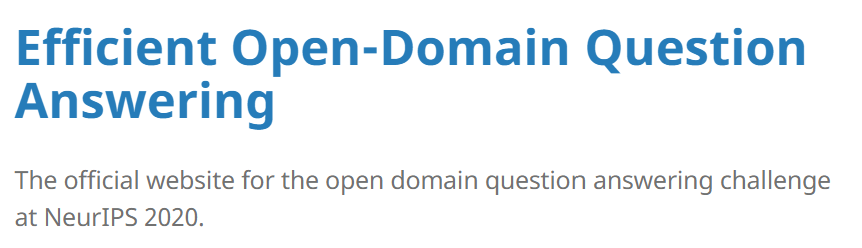 Efficient Open-Domain Question
Answering
The official website for the open domain question answering challenge
at NeurIPS 2020.